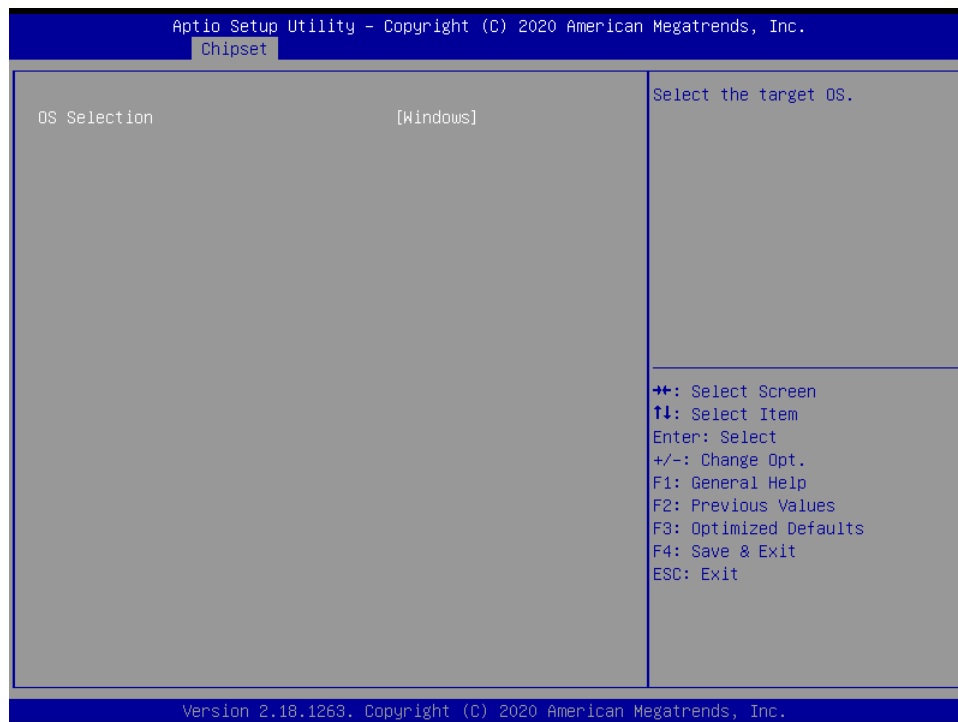 Aptio Setup Utility – Copyright (C) 2020 American Megatrends, Inc.
Chipset
OS Selection [Windows]
Select the target OS.
→←: Select Screen
↑↓: Select Item
Enter: Select
+/-: Change Opt.
F1: General Help
F2: Previous Values
F3: Optimized Defaults
F4: Save & Exit
ESC: Exit
Version 2.18.1263. Copyright (C) 2020 American Megatrends, Inc.